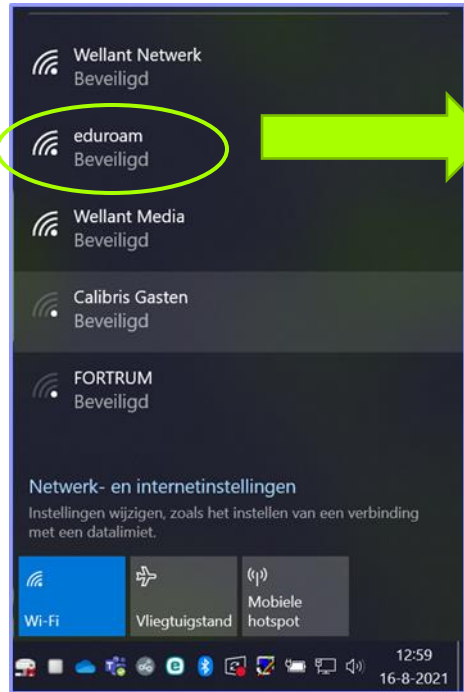 Wellant Netwerk
Beveiligd
eduroam
Beveiligd
Wellant Media
Beveiligd
Calibris Gasten
Beveiligd
FORTRUM
Beveiligd
Netwerk- en internetinstellingen
Instellingen wijzigen, zoals het instellen van een verbinding
met een datalimiet.
Wi-Fi
Vliegtuigstand
Mobiele
hotspot
12:59
16-8-2021